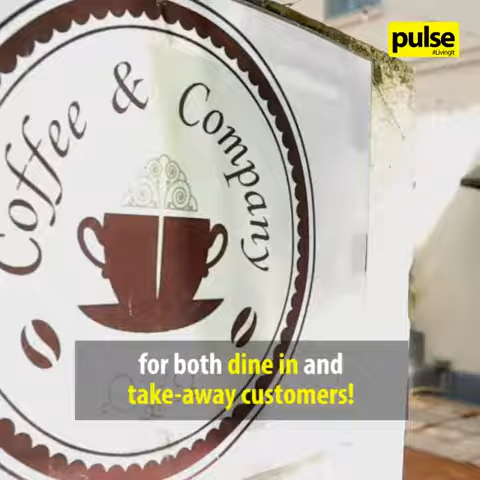 pulse
#LivingIt
Coffee & Company
for both dine in and
take-away customers!